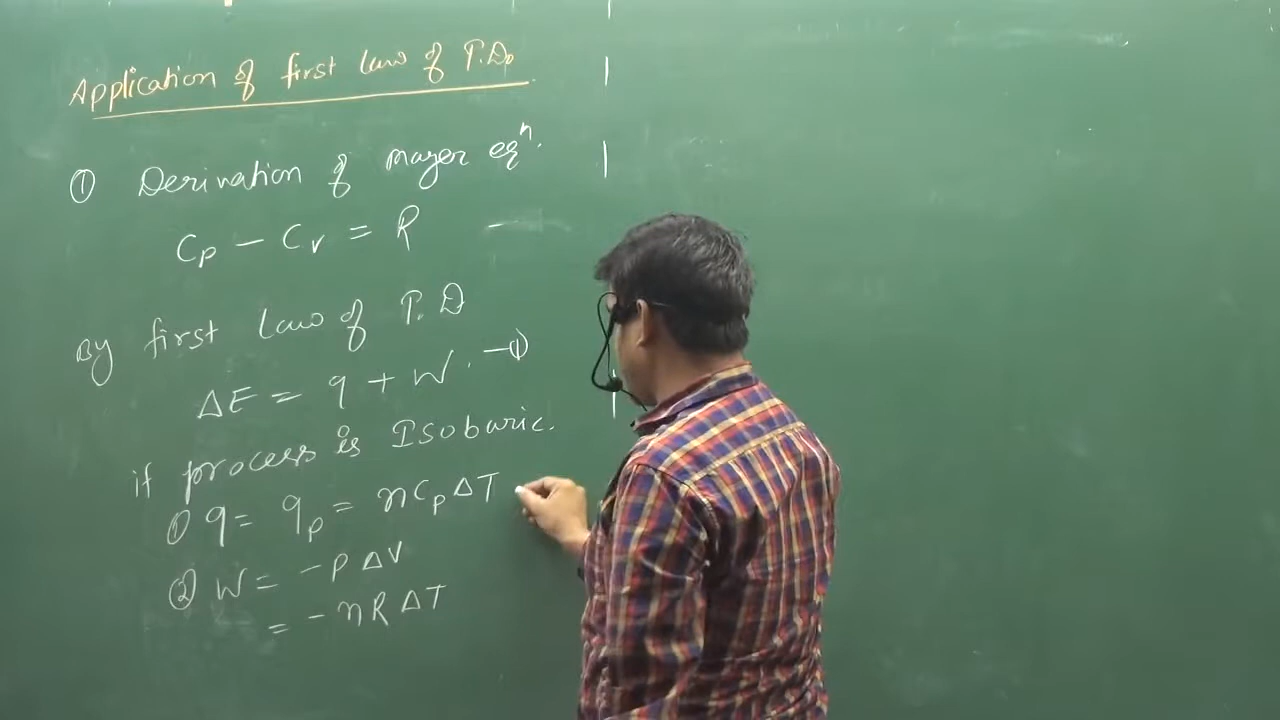 Application of first law of T.D.
① Derivation of mayer eqⁿ.
Cp - Cv = R
By first Law of T.D
ΔE = q + W. —①
if process is Isobaric.
① q = qp = nCpΔT
② W = -PΔV
= -nRΔT